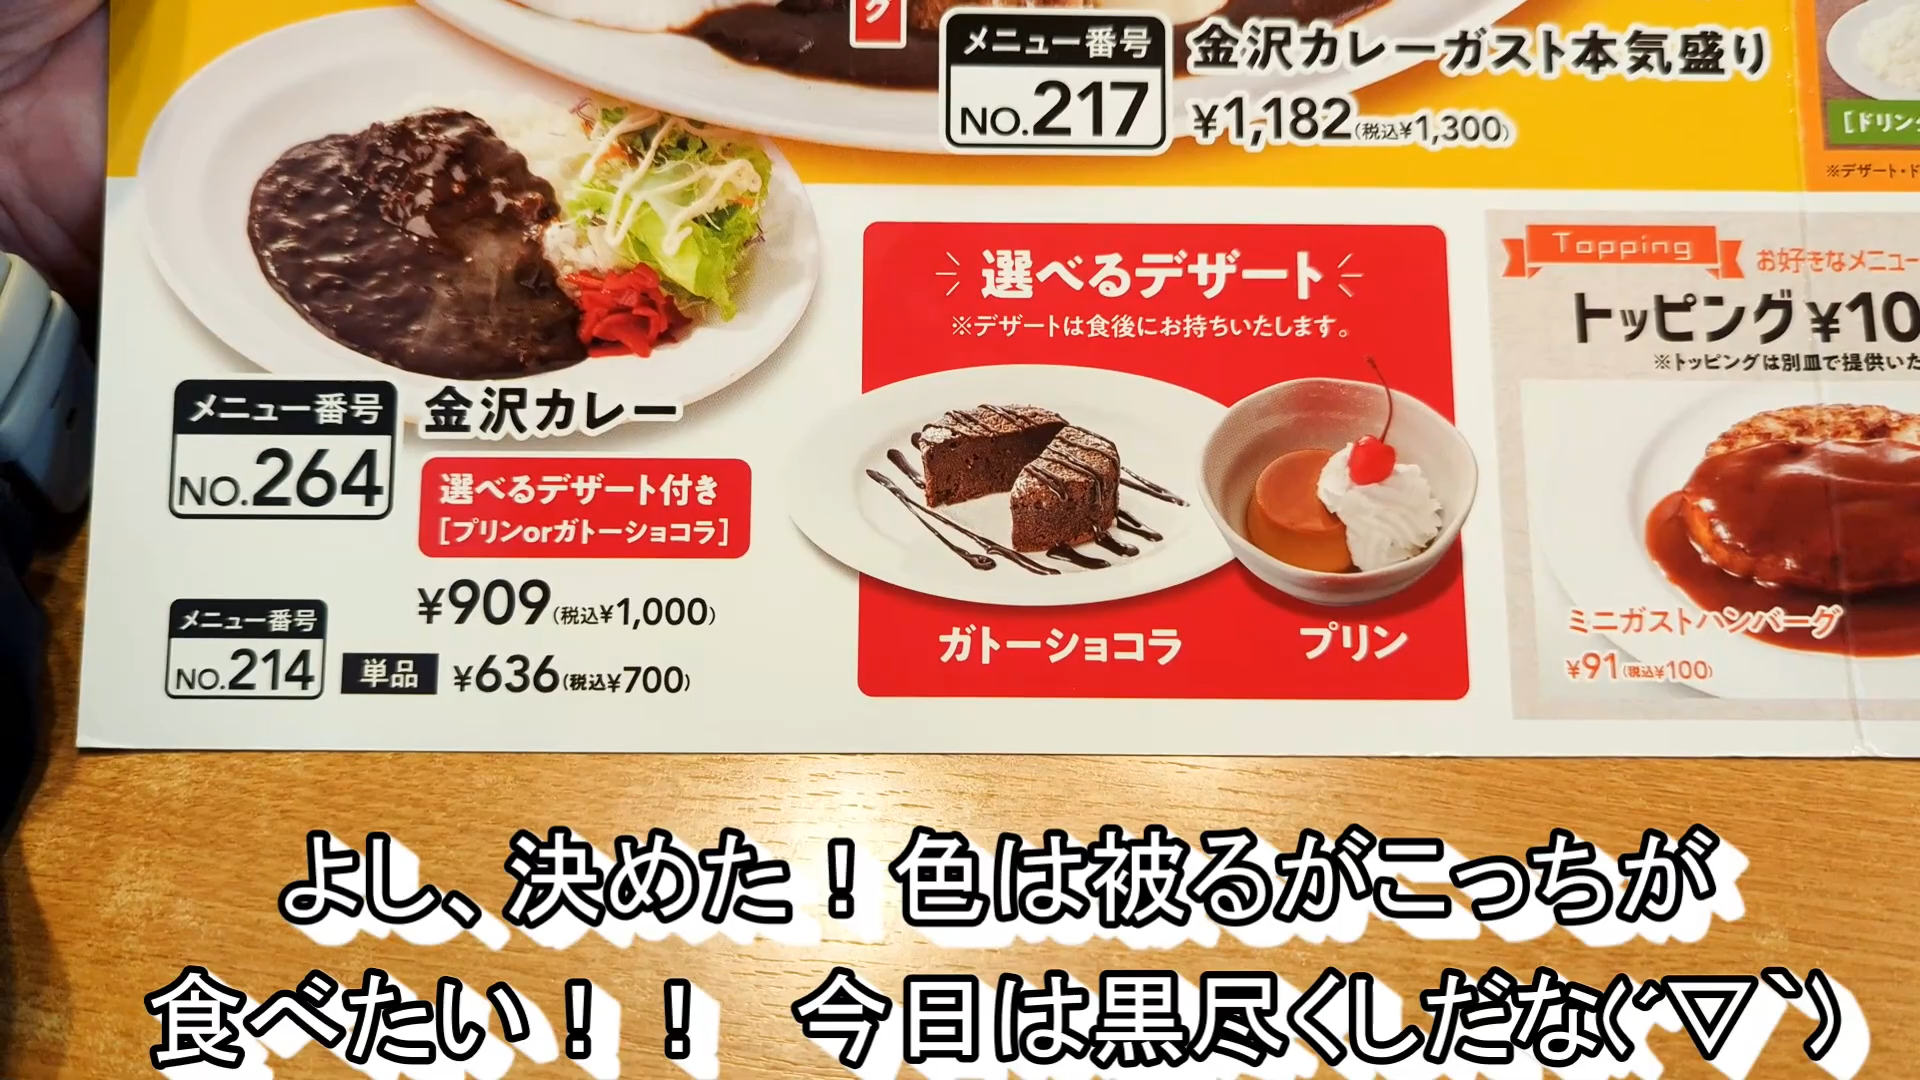 グ
メニュー番号
NO.217
金沢カレーガスト本気盛り
¥1,182(税込¥1,300)
[ドリン
※デザート・ド
メニュー番号
NO.264
金沢カレー
選べるデザート付き
[プリンorガトーショコラ]
¥909(税込¥1,000)
メニュー番号
NO.214
単品
¥636(税込¥700)
選べるデザート
※デザートは食後にお持ちいたします。
ガトーショコラ
プリン
Topping
お好きなメニュー
トッピング¥10
※トッピングは別皿で提供いた
ミニガストハンバーグ
¥91(税込¥100)
よし、決めた！色は被るがこっちが
食べたい！！　今日は黒尽くしだな(´▽`)